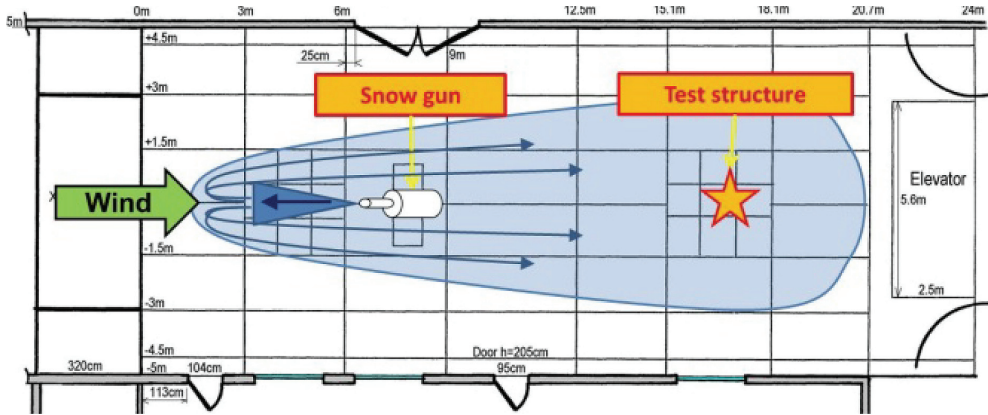 5m
0m
3m
6m
12.5m
15.1m
18.1m
20.7m
24m
+4.5m
25cm
9m
+3m
Snow gun
Test structure
+1.5m
X
Wind
Elevator
5.6m
-1.5m
2.5m
-3m
-4.5m
Door h=205cm
320cm
-5m
104cm
95cm
113cm